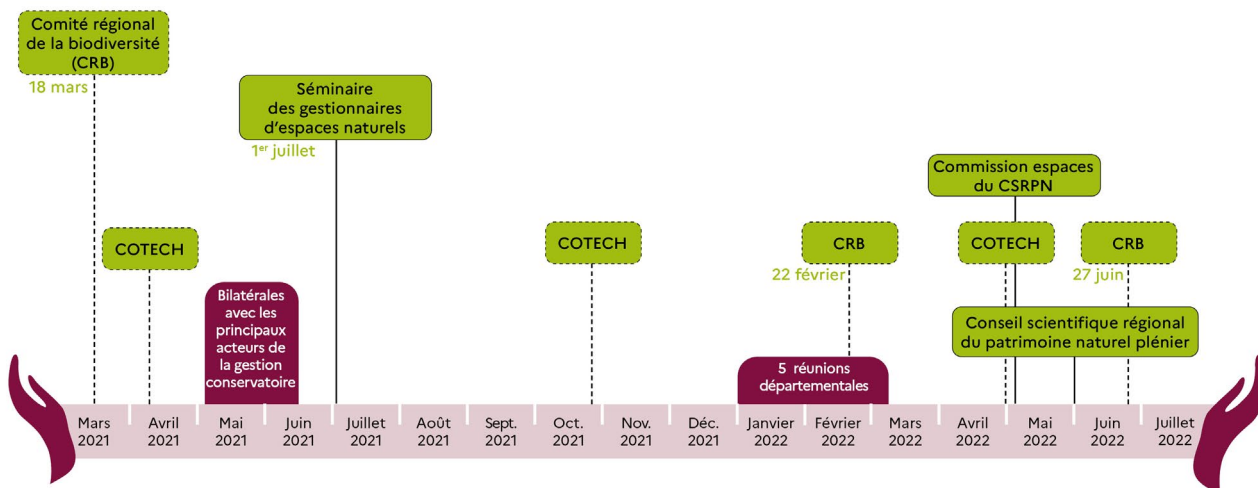 Comité régional
de la biodiversité
(CRB)
18 mars
Séminaire
des gestionnaires
d'espaces naturels
1er juillet
Commission espaces
du CSRPN
COTECH
COTECH
CRB
22 février
COTECH
CRB
27 juin
Bilatérales
avec les
principaux
acteurs de
la gestion
conservatoire
5 réunions
départementales
Conseil scientifique régional
du patrimoine naturel plénier
Mars
2021
Avril
2021
Mai
2021
Juin
2021
Juillet
2021
Août
2021
Sept.
2021
Oct.
2021
Nov.
2021
Déc.
2021
Janvier
2022
Février
2022
Mars
2022
Avril
2022
Mai
2022
Juin
2022
Juillet
2022